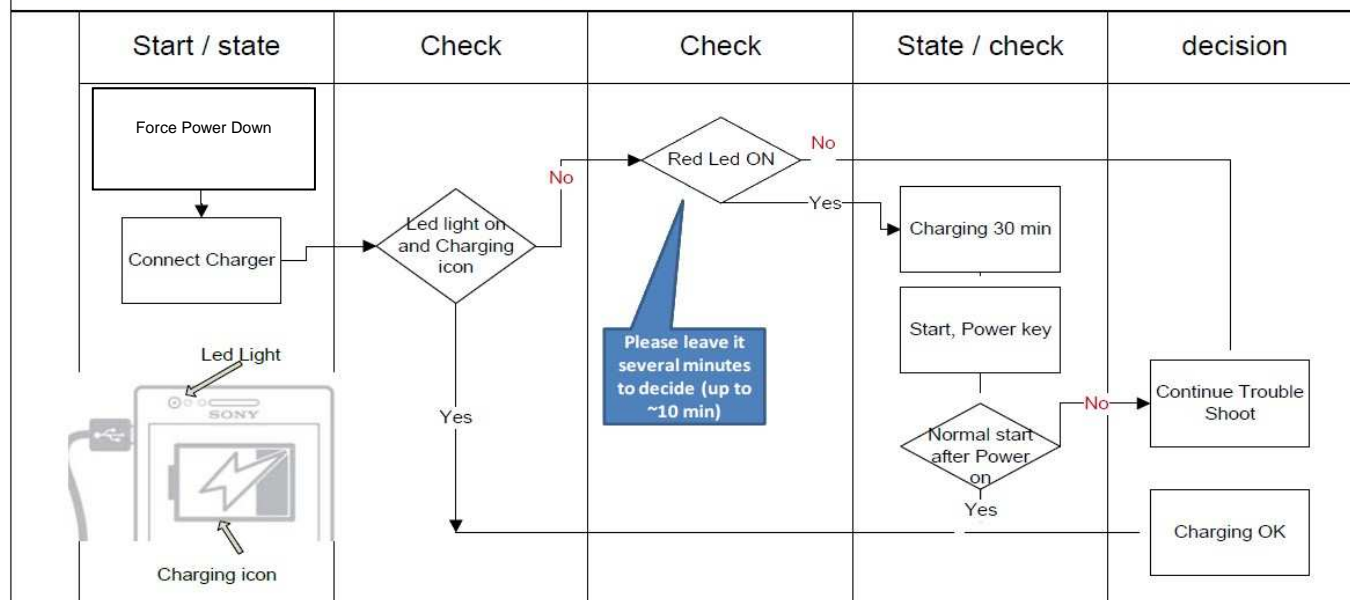 Start / state
Check
Check
State / check
decision
Force Power Down
Connect Charger
Led light on
and Charging
icon
No
Yes
Red Led ON
No
Yes
Please leave it
several minutes
to decide (up to
~10 min)
Charging 30 min
Start, Power key
Normal start
after Power
on
No
Yes
Continue Trouble
Shoot
Charging OK
Led Light
SONY
Charging icon